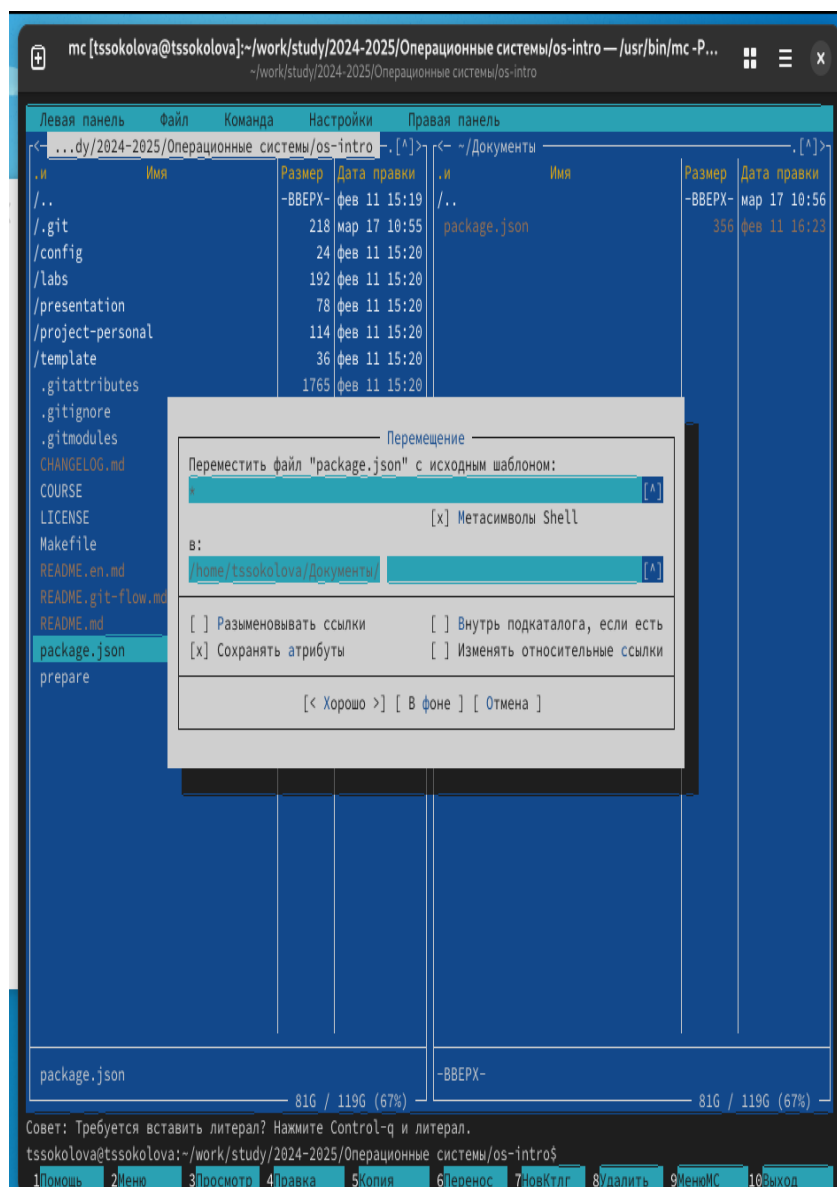 mc [tssokolova@tssokolova]:~/work/study/2024-2025/Операционные системы/os-intro — /usr/bin/mc -P...
~/work/study/2024-2025/Операционные системы/os-intro
Левая панель Файл Команда Настройки Правая панель
<- ...dy/2024-2025/Операционные системы/os-intro -.[^]> <- ~/Документы .[^]>
.и Имя Размер Дата правки .и Имя Размер Дата правки
/.. -ВВЕРХ- фев 11 15:19 /.. -ВВЕРХ- мар 17 10:56
/.git 218 мар 17 10:55 package.json 356 фев 11 16:23
/config 24 фев 11 15:20
/labs 192 фев 11 15:20
/presentation 78 фев 11 15:20
/project-personal 114 фев 11 15:20
/template 36 фев 11 15:20
.gitattributes 1765 фев 11 15:20
.gitignore
.gitmodules
CHANGELOG.md
COURSE
LICENSE
Makefile
README.en.md
README.git-flow.md
README.md
package.json
prepare
Перемещение
Переместить файл "package.json" с исходным шаблоном:
* [^]
[x] Метасимволы Shell
в:
/home/tssokolova/Документы/ [^]
[ ] Разыменовывать ссылки [ ] Внутрь подкаталога, если есть
[x] Сохранять атрибуты [ ] Изменять относительные ссылки
[< Хорошо >] [ В фоне ] [ Отмена ]
package.json -ВВЕРХ-
81G / 119G (67%) 81G / 119G (67%)
Совет: Требуется вставить литерал? Нажмите Control-q и литерал.
tssokolova@tssokolova:~/work/study/2024-2025/Операционные системы/os-intro$
1Помощь 2Меню 3Просмотр 4Правка 5Копия 6Перенос 7НовКтлг 8Удалить 9МенюМС 10Выход